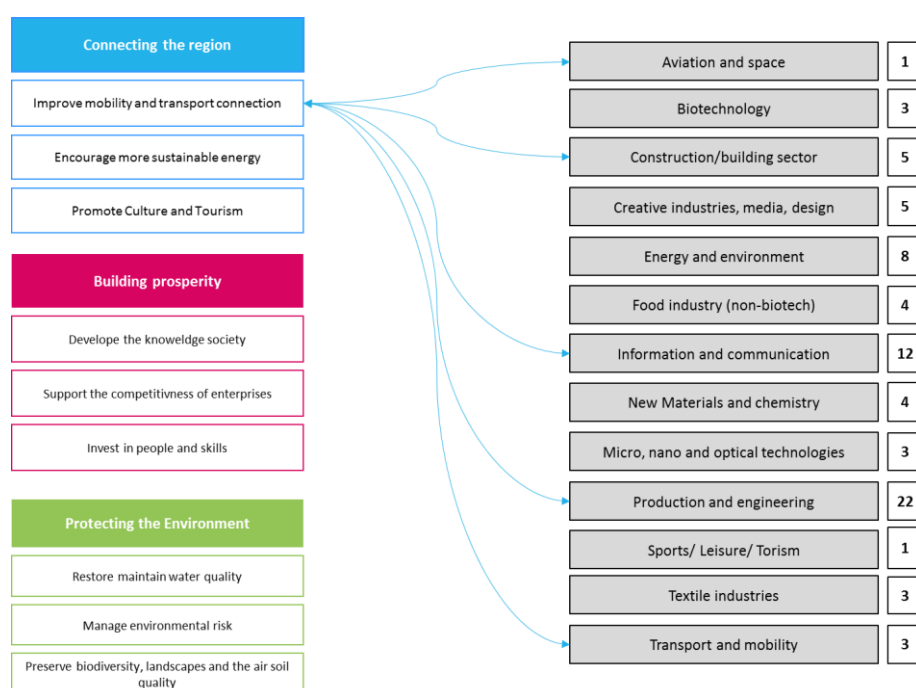 Connecting the region
Improve mobility and transport connection
Encourage more sustainable energy
Promote Culture and Tourism
Building prosperity
Develope the knoweldge society
Support the competitivness of enterprises
Invest in people and skills
Protecting the Environment
Restore maintain water quality
Manage environmental risk
Preserve biodiversity, landscapes and the air soil
quality
Aviation and space 1
Biotechnology 3
Construction/building sector 5
Creative industries, media, design 5
Energy and environment 8
Food industry (non-biotech) 4
Information and communication 12
New Materials and chemistry 4
Micro, nano and optical technologies 3
Production and engineering 22
Sports/ Leisure/ Torism 1
Textile industries 3
Transport and mobility 3